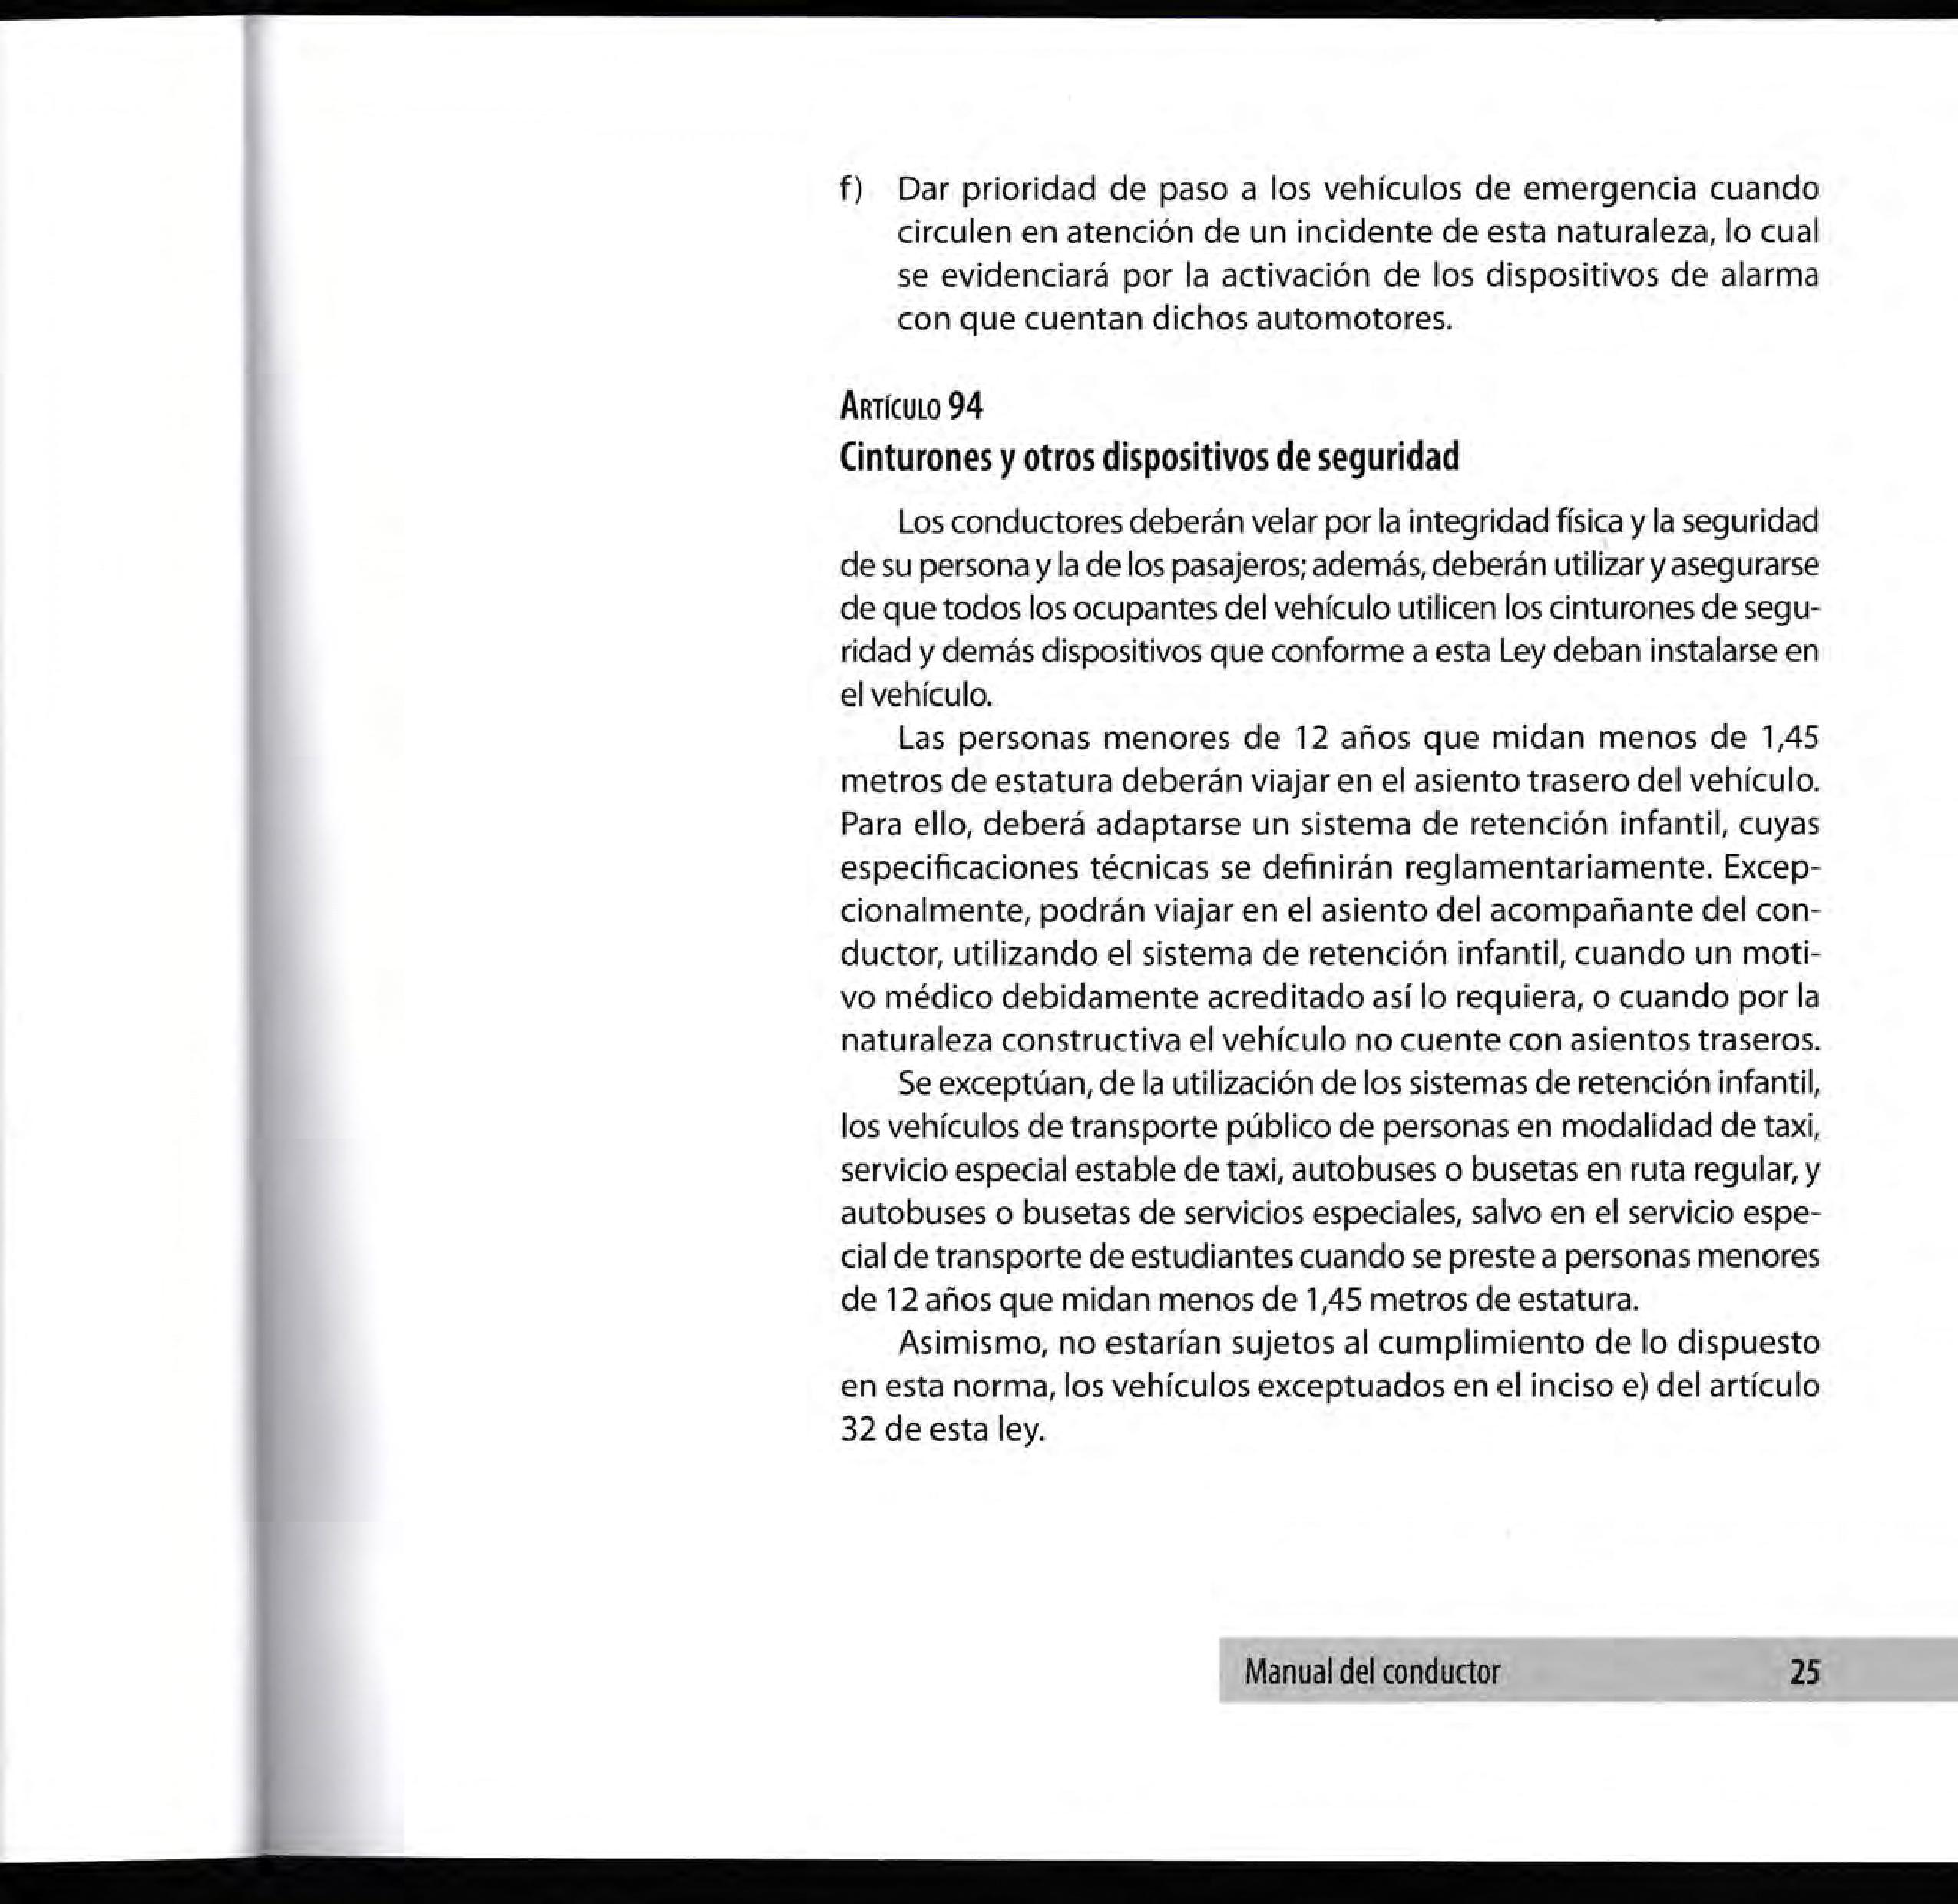 f) Dar prioridad de paso a los vehículos de emergencia cuando
circulen en atención de un incidente de esta naturaleza, lo cual
se evidenciará por la activación de los dispositivos de alarma
con que cuentan dichos automotores.
Artículo 94
Cinturones y otros dispositivos de seguridad
Los conductores deberán velar por la integridad física y la seguridad
de su persona y la de los pasajeros; además, deberán utilizar y asegurarse
de que todos los ocupantes del vehículo utilicen los cinturones de segu-
ridad y demás dispositivos que conforme a esta Ley deban instalarse en
el vehículo.
Las personas menores de 12 años que midan menos de 1,45
metros de estatura deberán viajar en el asiento trasero del vehículo.
Para ello, deberá adaptarse un sistema de retención infantil, cuyas
especificaciones técnicas se definirán reglamentariamente. Excep-
cionalmente, podrán viajar en el asiento del acompañante del con-
ductor, utilizando el sistema de retención infantil, cuando un moti-
vo médico debidamente acreditado así lo requiera, o cuando por la
naturaleza constructiva el vehículo no cuente con asientos traseros.
Se exceptúan, de la utilización de los sistemas de retención infantil,
los vehículos de transporte público de personas en modalidad de taxi,
servicio especial estable de taxi, autobuses o busetas en ruta regular, y
autobuses o busetas de servicios especiales, salvo en el servicio espe-
cial de transporte de estudiantes cuando se preste a personas menores
de 12 años que midan menos de 1,45 metros de estatura.
Asimismo, no estarían sujetos al cumplimiento de lo dispuesto
en esta norma, los vehículos exceptuados en el inciso e) del artículo
32 de esta ley.
Manual del conductor 25